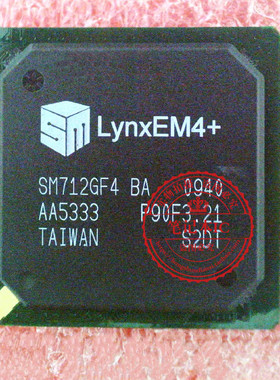 SM
LynxEM4+
SM712GF4 BA 0940
AA5333 P90F3.21
TAIWAN S2DT